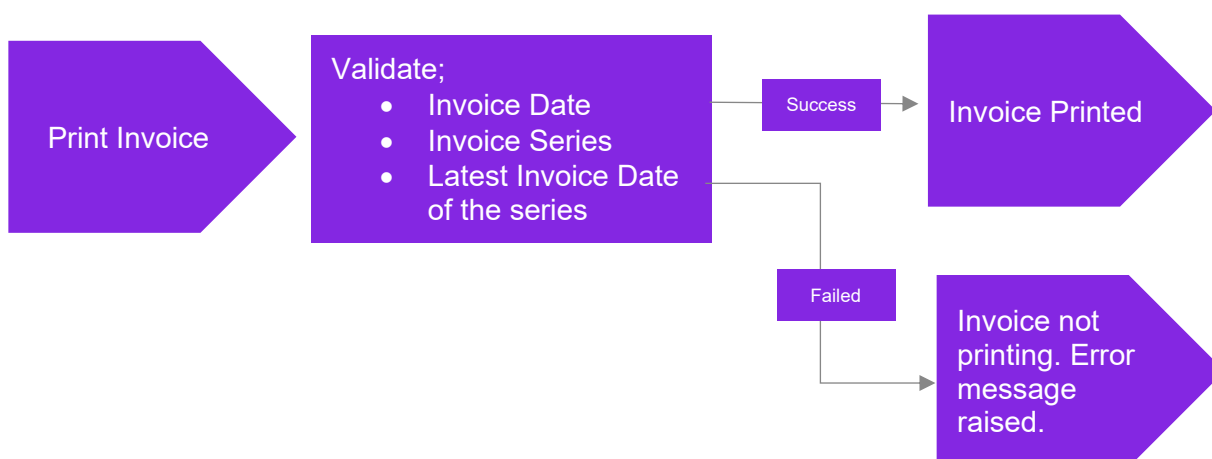 Print Invoice
Validate;
• Invoice Date
• Invoice Series
• Latest Invoice Date
of the series
Success
Invoice Printed
Failed
Invoice not
printing. Error
message
raised.